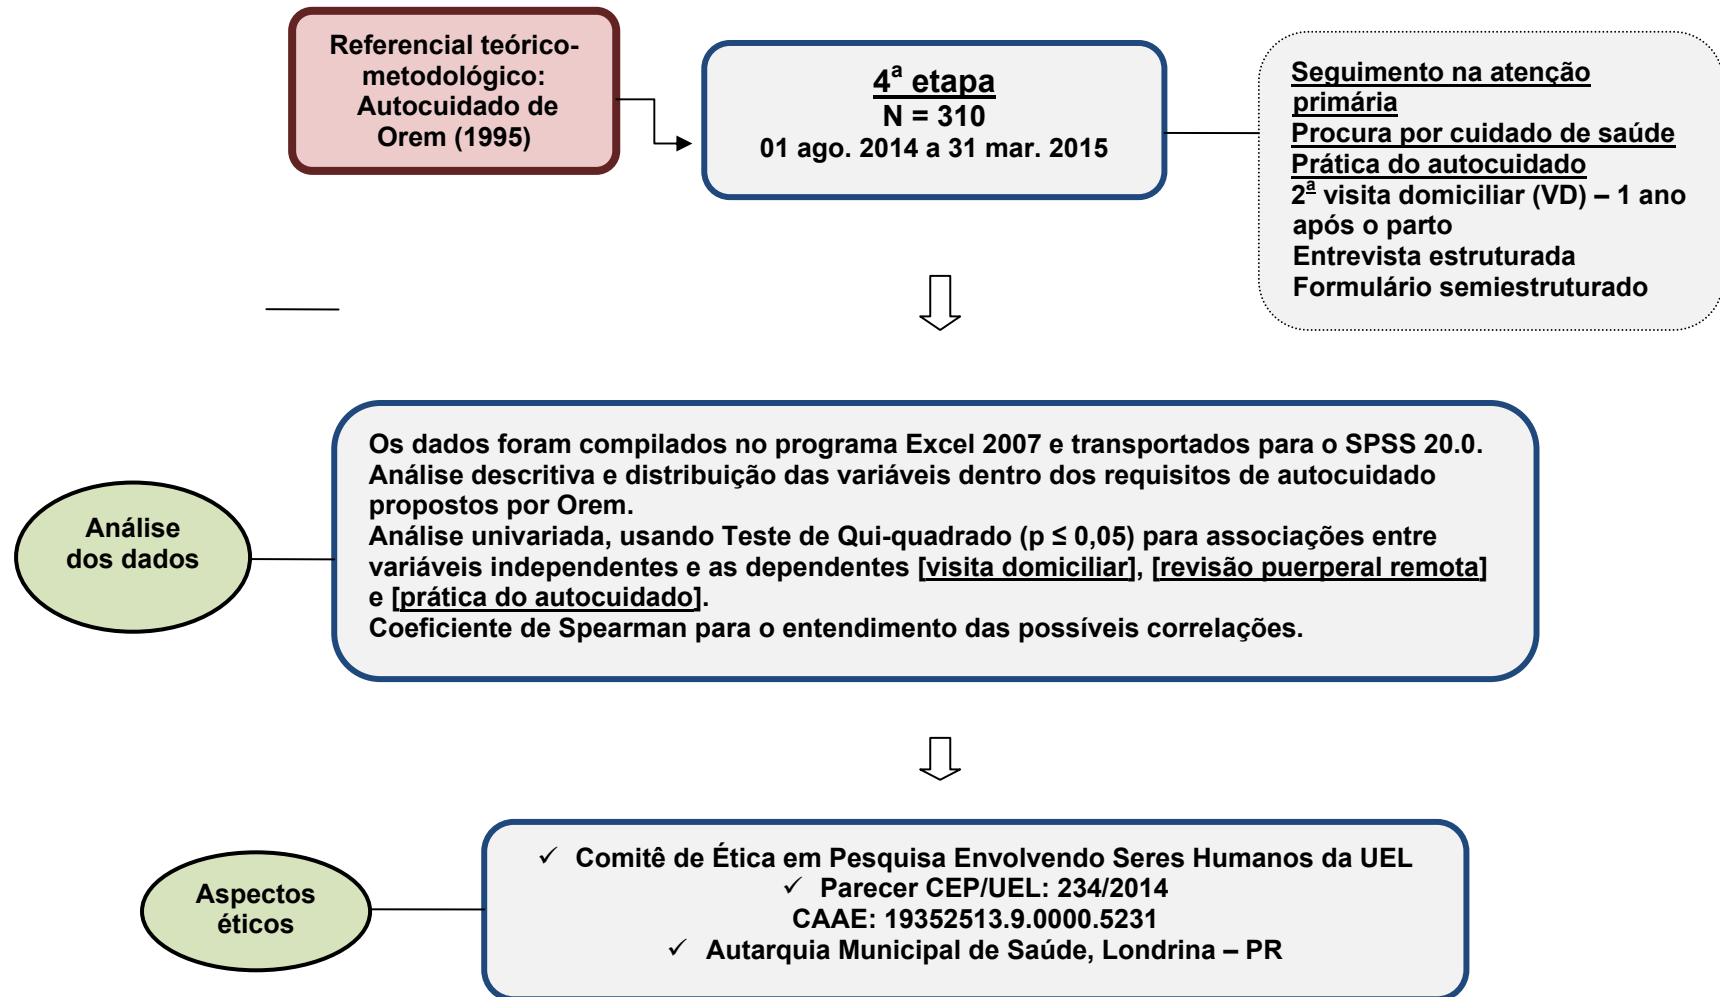 Referencial teórico-
metodológico:
Autocuidado de
Orem (1995)
4ª etapa
N = 310
01 ago. 2014 a 31 mar. 2015
Seguimento na atenção
primária
Procura por cuidado de saúde
Prática do autocuidado
2ª visita domiciliar (VD) – 1 ano
após o parto
Entrevista estruturada
Formulário semiestruturado
Análise
dos dados
Os dados foram compilados no programa Excel 2007 e transportados para o SPSS 20.0.
Análise descritiva e distribuição das variáveis dentro dos requisitos de autocuidado
propostos por Orem.
Análise univariada, usando Teste de Qui-quadrado (p ≤ 0,05) para associações entre
variáveis independentes e as dependentes [visita domiciliar], [revisão puerperal remota]
e [prática do autocuidado].
Coeficiente de Spearman para o entendimento das possíveis correlações.
Aspectos
éticos
✓ Comitê de Ética em Pesquisa Envolvendo Seres Humanos da UEL
✓ Parecer CEP/UEL: 234/2014
CAAE: 19352513.9.0000.5231
✓ Autarquia Municipal de Saúde, Londrina – PR